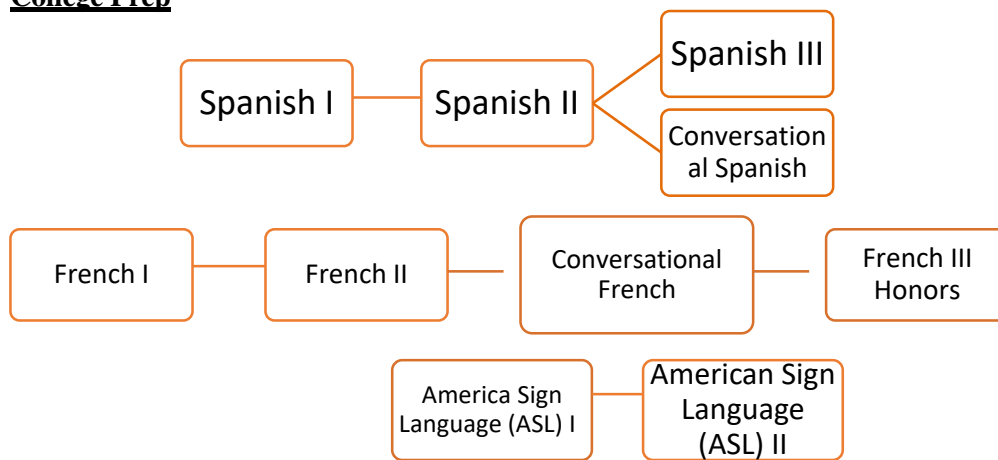 College Prep
Spanish I
Spanish II
Spanish III
Conversation
al Spanish
French I
French II
Conversational
French
French III
Honors
America Sign
Language (ASL) I
American Sign
Language
(ASL) II